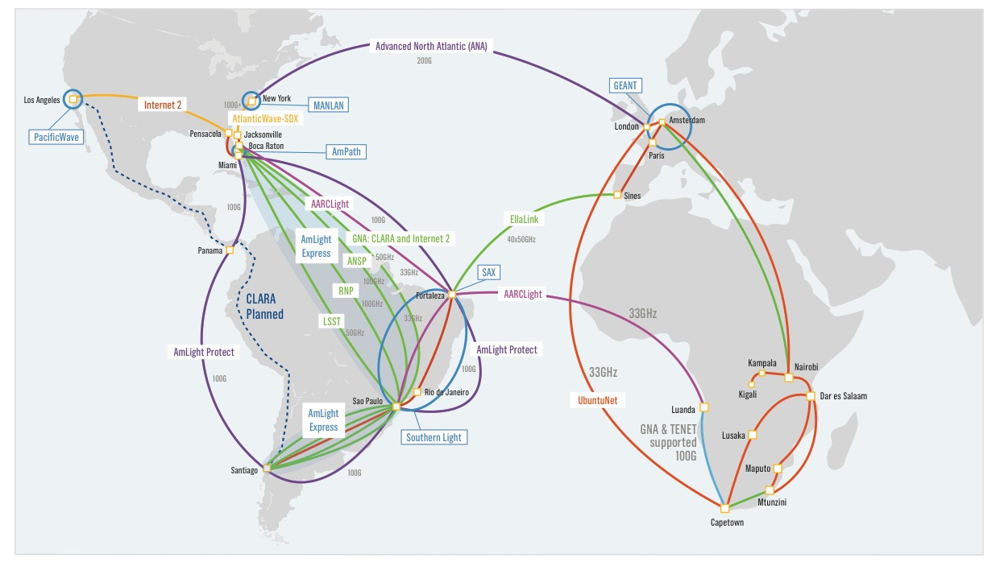 Advanced North Atlantic (ANA)
200G
GEANT
Los Angeles
Internet 2
New York
100G+
MANLAN
AtlanticWave-SDX
London
Amsterdam
PacificWave
Pensacola
Jacksonville
Boca Raton
AmPath
Miami
Paris
Sines
100G
AARCLight
100G
EllaLink
40x50GHz
AmLight
Express
GNA: CLARA and Internet 2
Panama
ANSP
50GHz
33GHz
SAX
100GHz
RNP
100GHz
Fortaleza
AARCLight
CLARA
Planned
33GHz
33GHz
LSST
50GHz
AmLight Protect
AmLight Protect
100G
100G
33GHz
Kampala
Nairobi
Kigali
Dar es Salaam
Rio de Janeiro
Sao Paulo
UbuntuNet
Luanda
AmLight
Express
Southern Light
GNA & TENET
supported
100G
Lusaka
Santiago
100G
Maputo
Mtunzini
Capetown